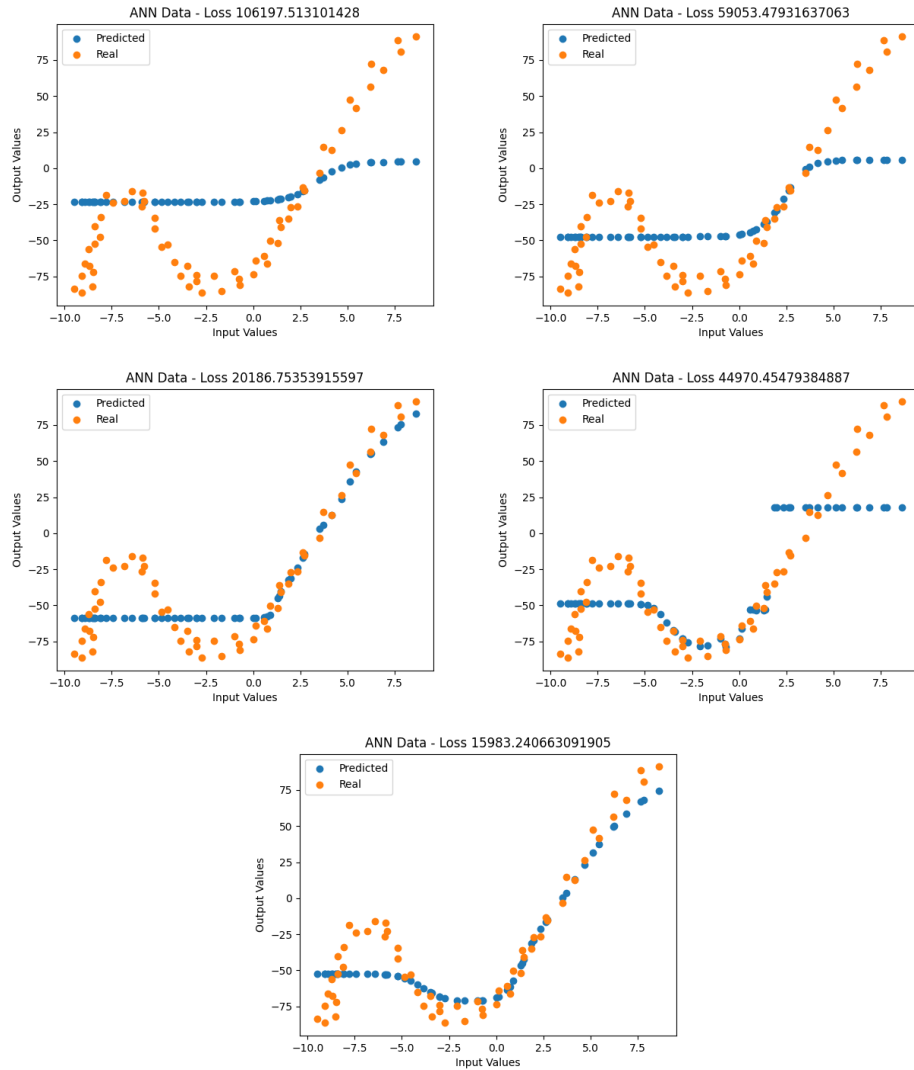 ANN Data - Loss 106197.513101428
Predicted
Real
Output Values
75
50
25
0
−25
−50
−75
−10.0 −7.5 −5.0 −2.5 0.0 2.5 5.0 7.5
Input Values
ANN Data - Loss 59053.47931637063
Predicted
Real
Output Values
75
50
25
0
−25
−50
−75
−10.0 −7.5 −5.0 −2.5 0.0 2.5 5.0 7.5
Input Values
ANN Data - Loss 20186.75353915597
Predicted
Real
Output Values
75
50
25
0
−25
−50
−75
−10.0 −7.5 −5.0 −2.5 0.0 2.5 5.0 7.5
Input Values
ANN Data - Loss 44970.45479384887
Predicted
Real
Output Values
75
50
25
0
−25
−50
−75
−10.0 −7.5 −5.0 −2.5 0.0 2.5 5.0 7.5
Input Values
ANN Data - Loss 15983.240663091905
Predicted
Real
Output Values
75
50
25
0
−25
−50
−75
−10.0 −7.5 −5.0 −2.5 0.0 2.5 5.0 7.5
Input Values